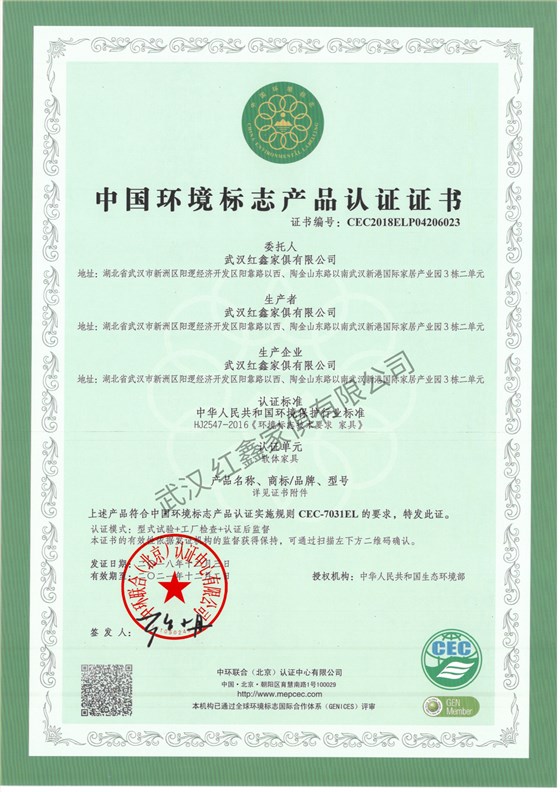 中国环境标志
CHINA ENVIRONMENTAL LABELLING
中国环境标志产品认证证书
证书编号：CEC2018ELP04206023
委托人
武汉红鑫家俱有限公司
地址：湖北省武汉市新洲区阳逻经济开发区阳靠路以西、陶金山东路以南武汉新港国际家居产业园3栋二单元
生产者
武汉红鑫家俱有限公司
地址：湖北省武汉市新洲区阳逻经济开发区阳靠路以西、陶金山东路以南武汉新港国际家居产业园3栋二单元
生产企业
武汉红鑫家俱有限公司
地址：湖北省武汉市新洲区阳逻经济开发区阳靠路以西、陶金山东路以南武汉新港国际家居产业园3栋二单元
认证标准
中华人民共和国环境保护行业标准
HJ2547-2016《环境标志技术要求 家具》
认证单元
软体家具
产品名称、商标/品牌、型号
详见证书附件
武汉红鑫家俱有限公司
上述产品符合中国环境标志产品认证实施规则 CEC-7031EL 的要求，特发此证。
认证模式：型式试验+工厂检查+认证后监督
本证书的有效性依据发证机构的监督获得保持，可通过扫描左下方二维码确认。
发证日期：
有效期至：二〇二一年十二月
授权机构：中华人民共和国生态环境部
中环联合（北京）认证中心有限公司
签发人：
CEC
GEN
Member
中环联合（北京）认证中心有限公司
中国·北京·朝阳区育慧南路1号100029
http://www.mepcec.com
本机构已通过全球环境标志国际合作体系（GENICES）评审